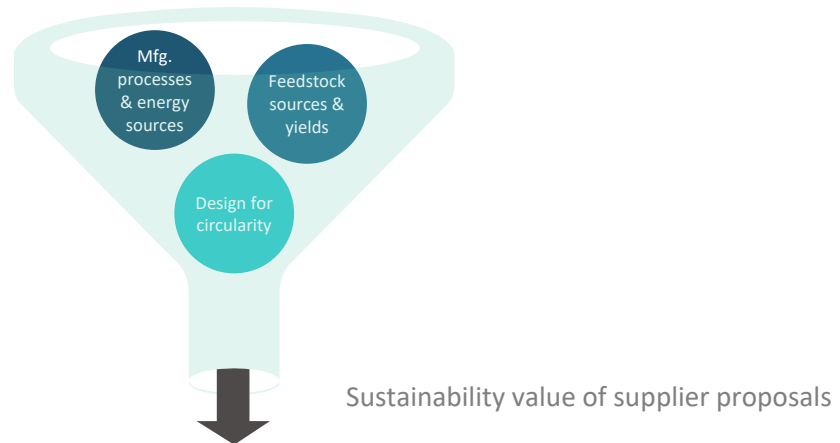 Mfg.
processes
& energy
sources
Feedstock
sources &
yields
Design for
circularity
Sustainability value of supplier proposals